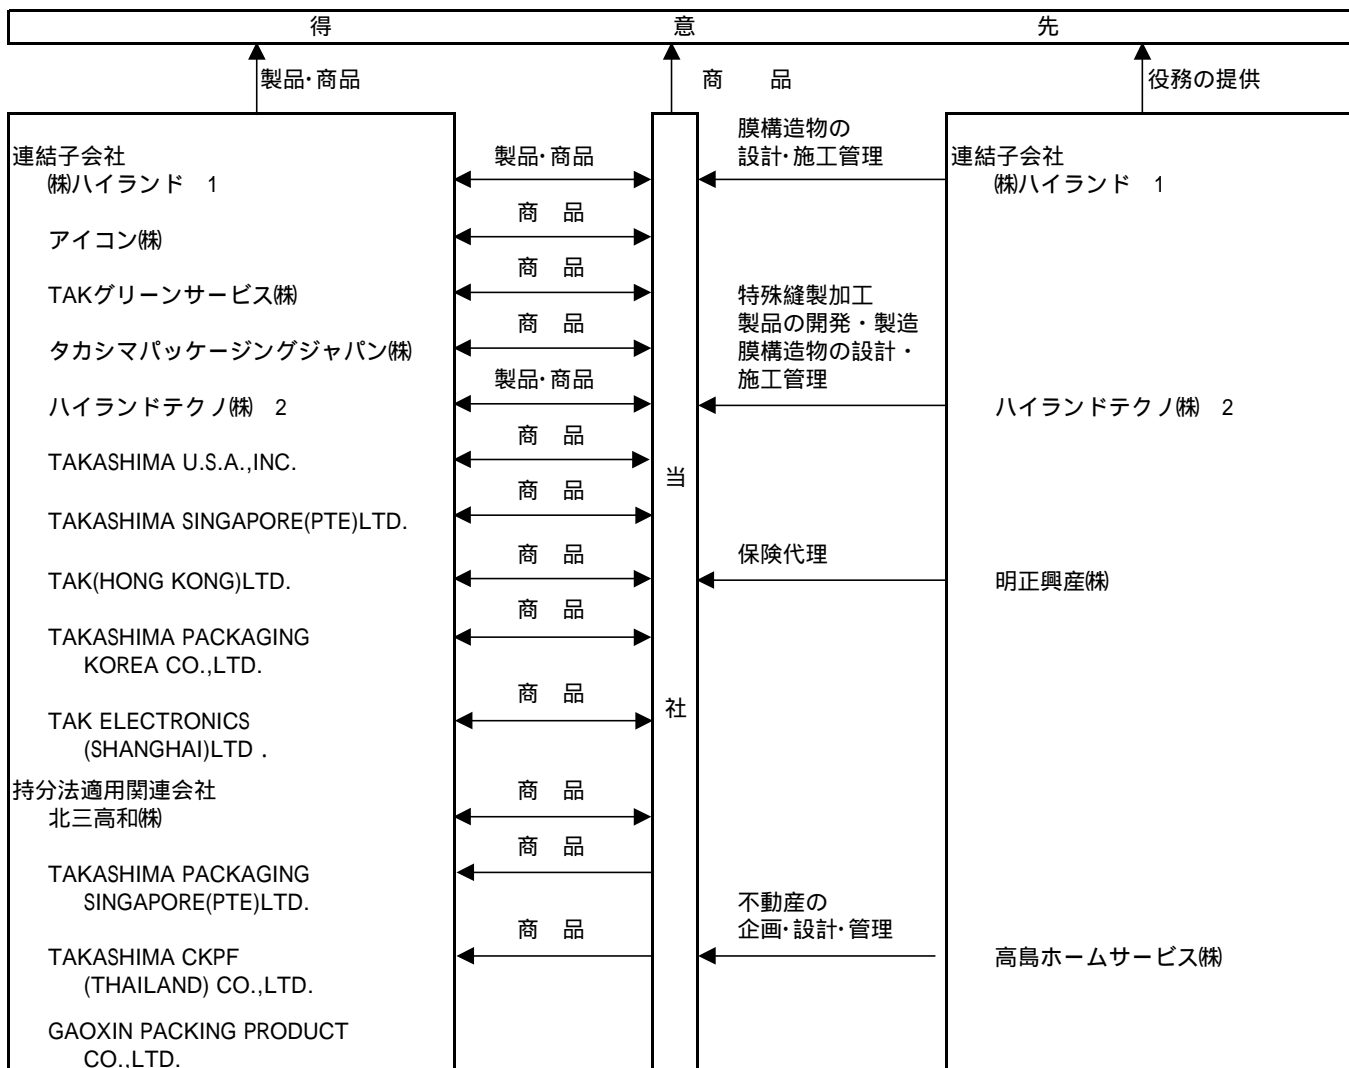 得 意 先
製品･商品
商 品
役務の提供
連結子会社
㈱ハイランド 1
アイコン㈱
TAKグリーンサービス㈱
タカシマパッケージングジャパン㈱
ハイランドテクノ㈱ 2
TAKASHIMA U.S.A.,INC.
TAKASHIMA SINGAPORE(PTE)LTD.
TAK(HONG KONG)LTD.
TAKASHIMA PACKAGING
KOREA CO.,LTD.
TAK ELECTRONICS
(SHANGHAI)LTD .
持分法適用関連会社
北三高和㈱
TAKASHIMA PACKAGING
SINGAPORE(PTE)LTD.
TAKASHIMA CKPF
(THAILAND) CO.,LTD.
GAOXIN PACKING PRODUCT
CO.,LTD.
製品･商品
商 品
商 品
商 品
製品･商品
商 品
商 品
商 品
商 品
商 品
商 品
商 品
商 品
当
社
膜構造物の
設計･施工管理
特殊縫製加工
製品の開発・製造
膜構造物の設計・
施工管理
保険代理
不動産の
企画･設計･管理
連結子会社
㈱ハイランド 1
ハイランドテクノ㈱ 2
明正興産㈱
高島ホームサービス㈱